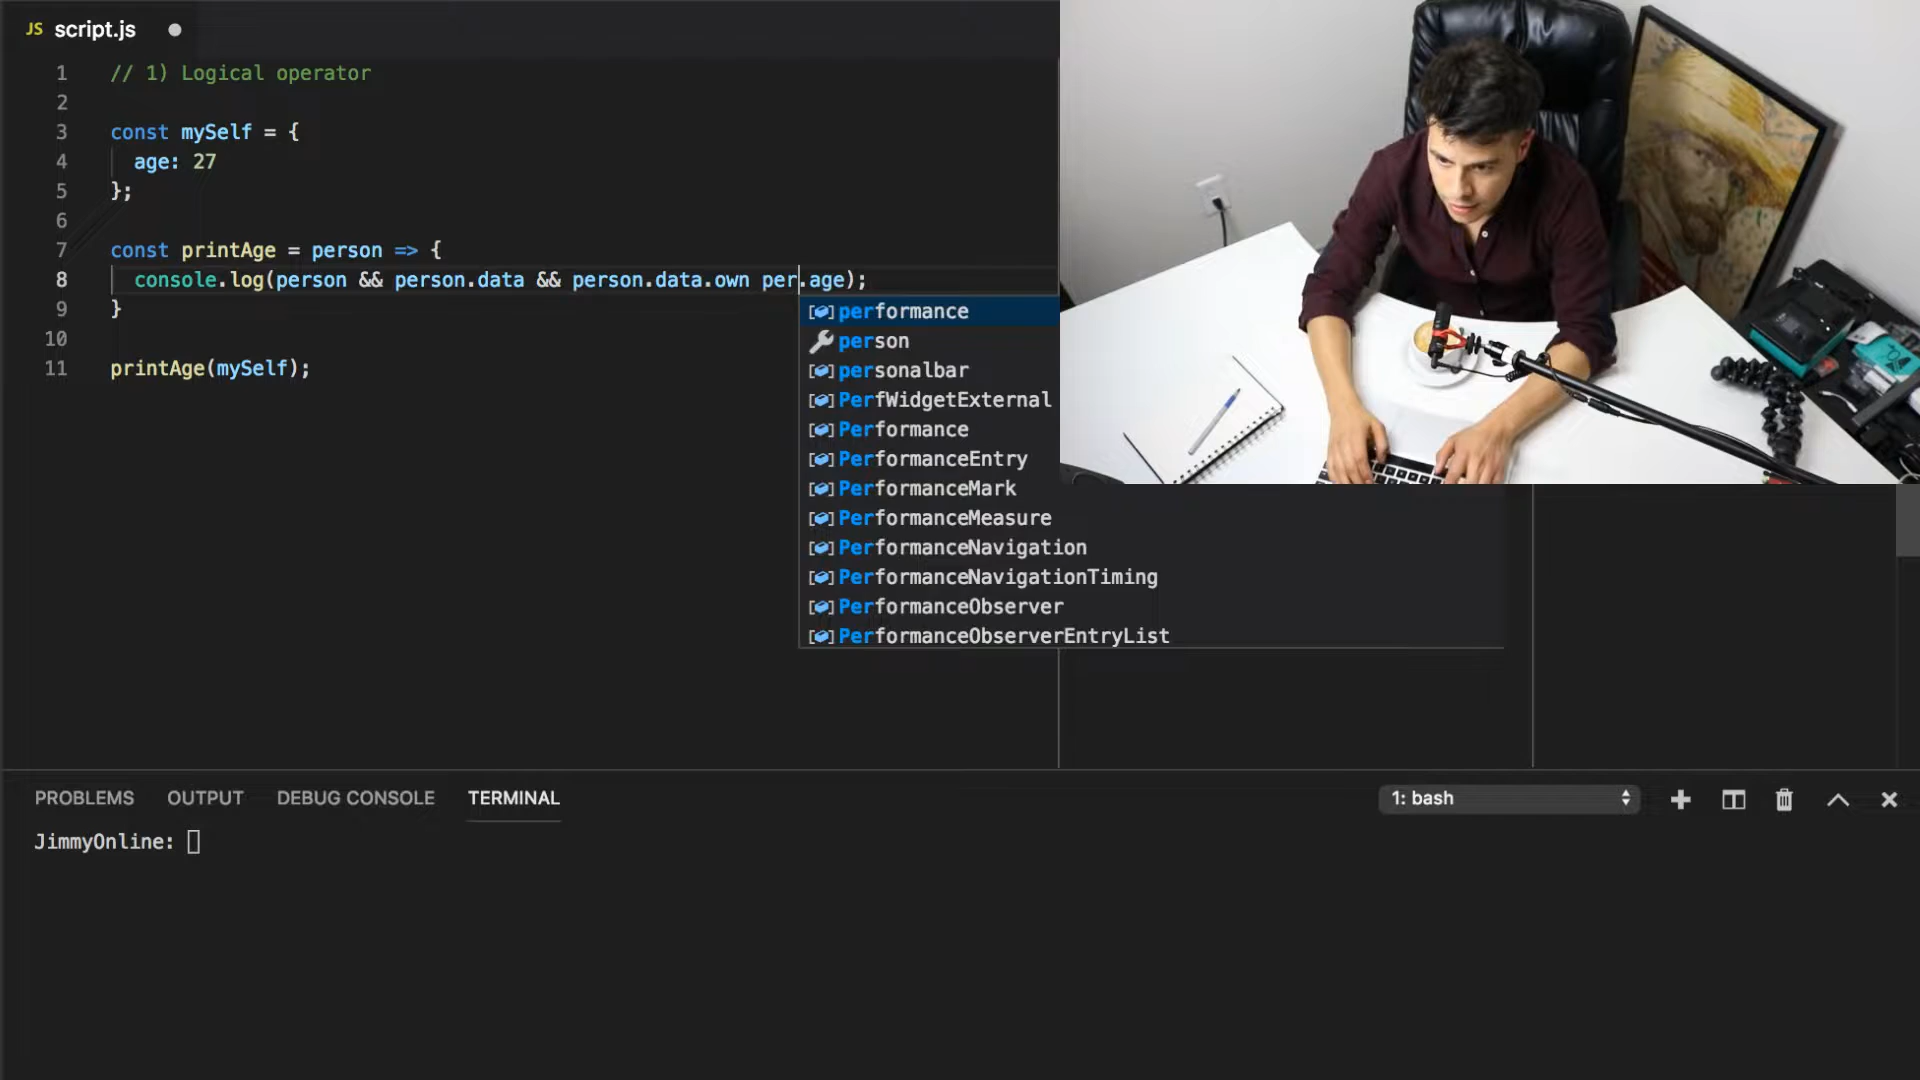 JS script.js
1 // 1) Logical operator
2
3 const mySelf = {
4 age: 27
5 };
6
7 const printAge = person => {
8 console.log(person && person.data && person.data.own per.age);
9 }
10
11 printAge(mySelf);
performance
person
personalbar
PerfWidgetExternal
Performance
PerformanceEntry
PerformanceMark
PerformanceMeasure
PerformanceNavigation
PerformanceNavigationTiming
PerformanceObserver
PerformanceObserverEntryList
PROBLEMS OUTPUT DEBUG CONSOLE TERMINAL 1: bash
JimmyOnline: